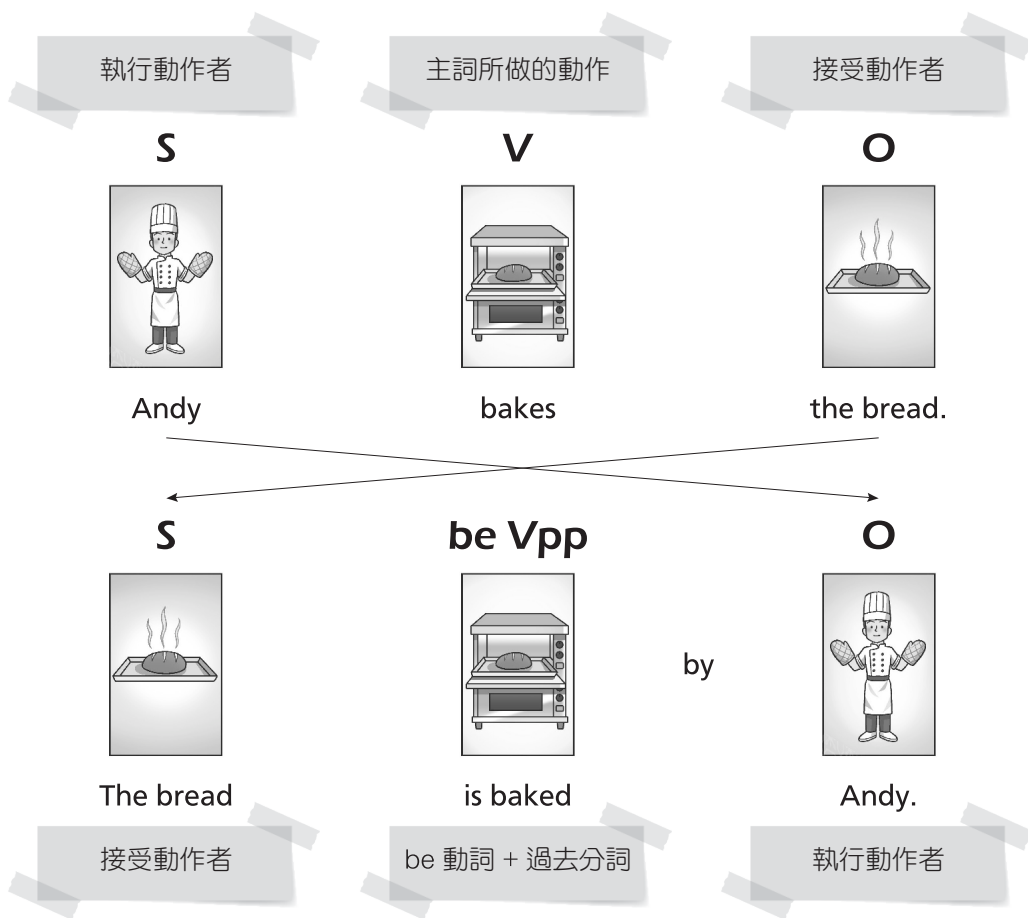 執行動作者 主詞所做的動作 接受動作者
S V O
Andy bakes the bread.
S be Vpp O
by
The bread is baked Andy.
接受動作者 be 動詞 + 過去分詞 執行動作者